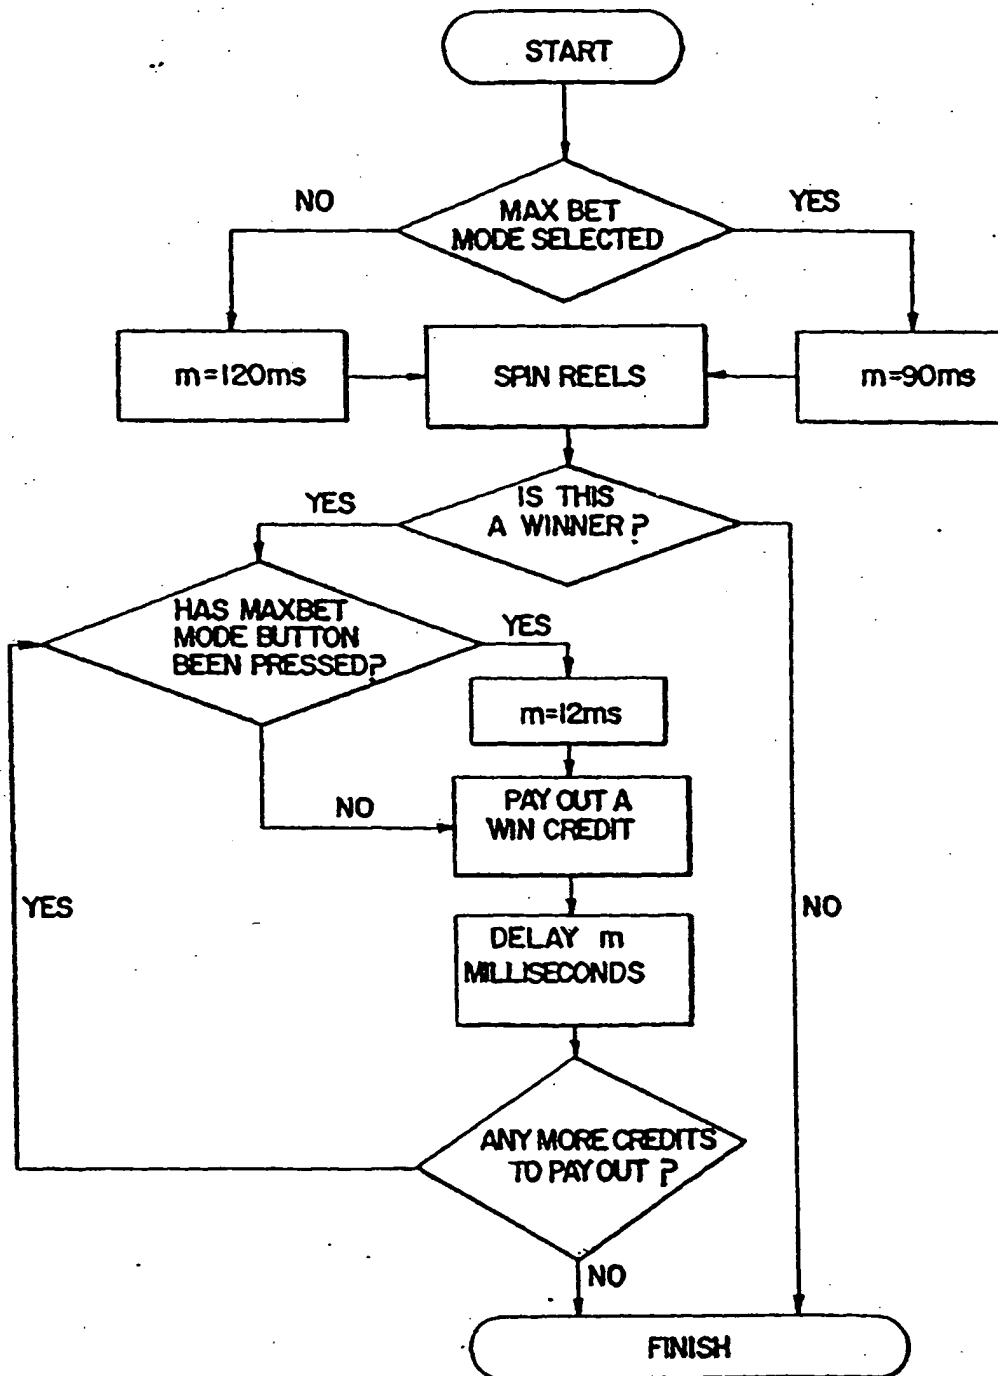 START
NO
YES
MAX BET
MODE SELECTED
m=120ms
SPIN REELS
m=90ms
YES
IS THIS
A WINNER?
HAS MAXBET
MODE BUTTON
BEEN PRESSED?
YES
m=12ms
NO
PAY OUT A
WIN CREDIT
YES
NO
DELAY m
MILLISECONDS
ANY MORE CREDITS
TO PAY OUT ?
NO
FINISH